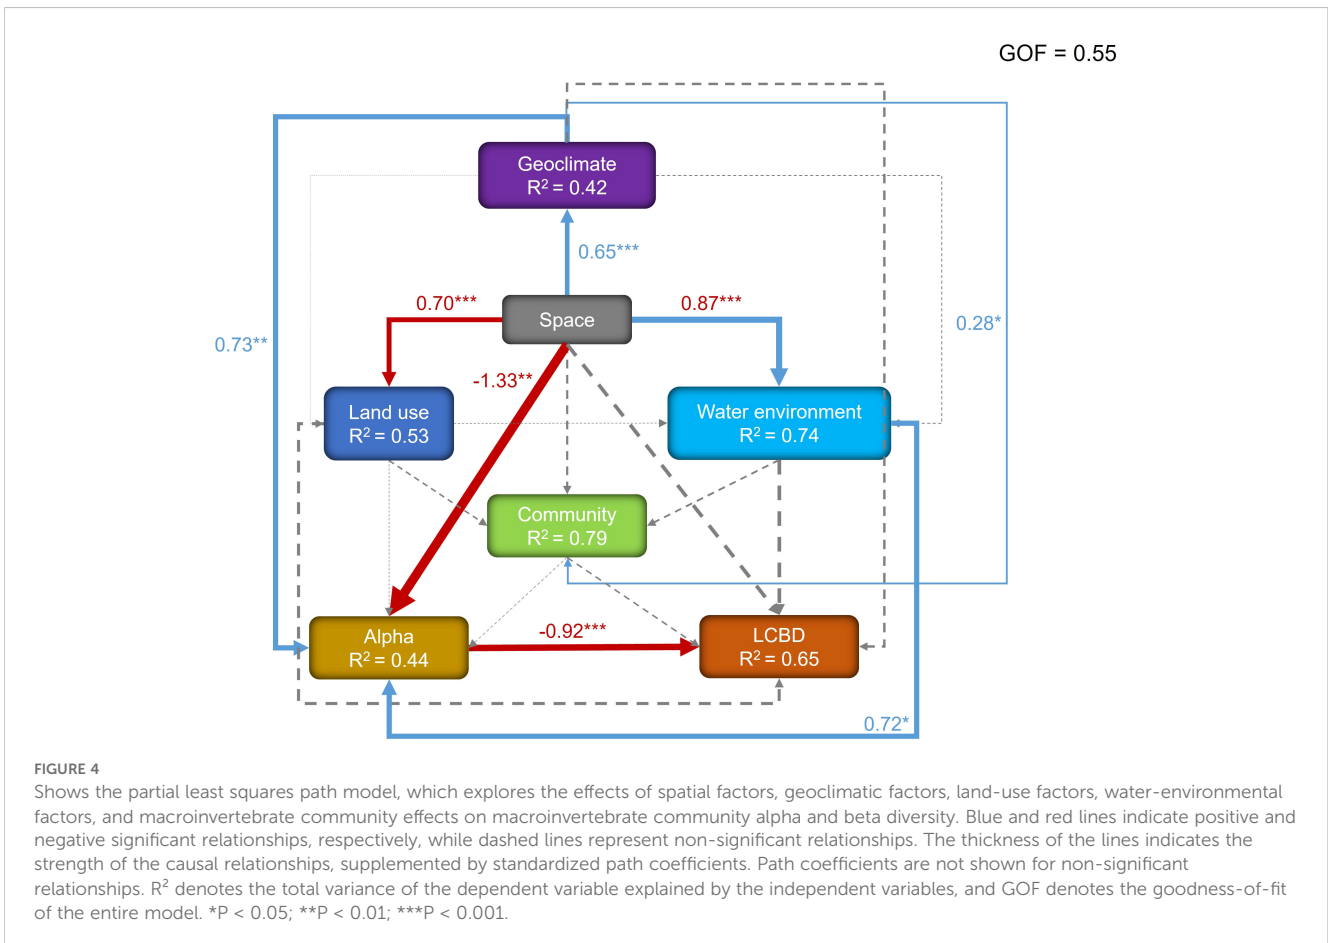 GOF = 0.55
Geoclimate
R² = 0.42
0.65***
0.70***
Space
0.87***
0.28*
0.73**
-1.33**
Land use
R² = 0.53
Water environment
R² = 0.74
Community
R² = 0.79
Alpha
R² = 0.44
-0.92***
LCBD
R² = 0.65
0.72*
FIGURE 4
Shows the partial least squares path model, which explores the effects of spatial factors, geoclimatic factors, land-use factors, water-environmental
factors, and macroinvertebrate community effects on macroinvertebrate community alpha and beta diversity. Blue and red lines indicate positive and
negative significant relationships, respectively, while dashed lines represent non-significant relationships. The thickness of the lines indicates the
strength of the causal relationships, supplemented by standardized path coefficients. Path coefficients are not shown for non-significant
relationships. R² denotes the total variance of the dependent variable explained by the independent variables, and GOF denotes the goodness-of-fit
of the entire model. *P < 0.05; **P < 0.01; ***P < 0.001.